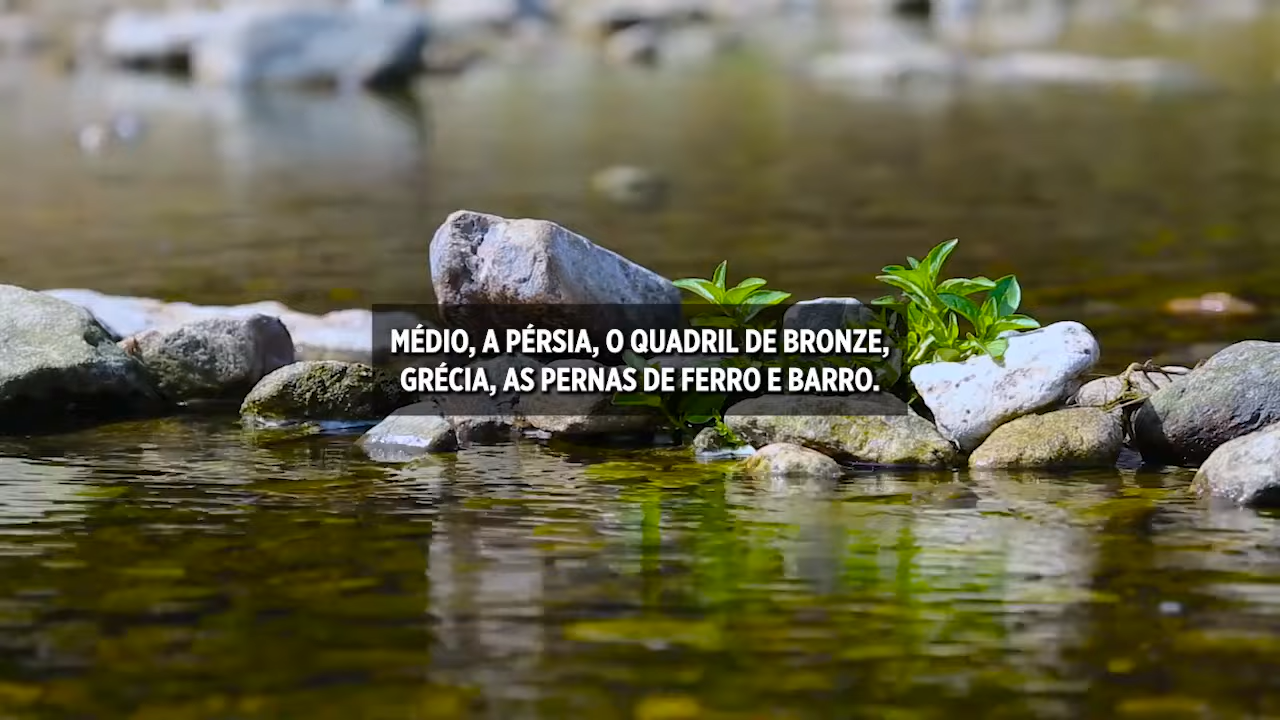 MÉDIO, A PÉRSIA, O QUADRIL DE BRONZE,
GRÉCIA, AS PERNAS DE FERRO E BARRO.